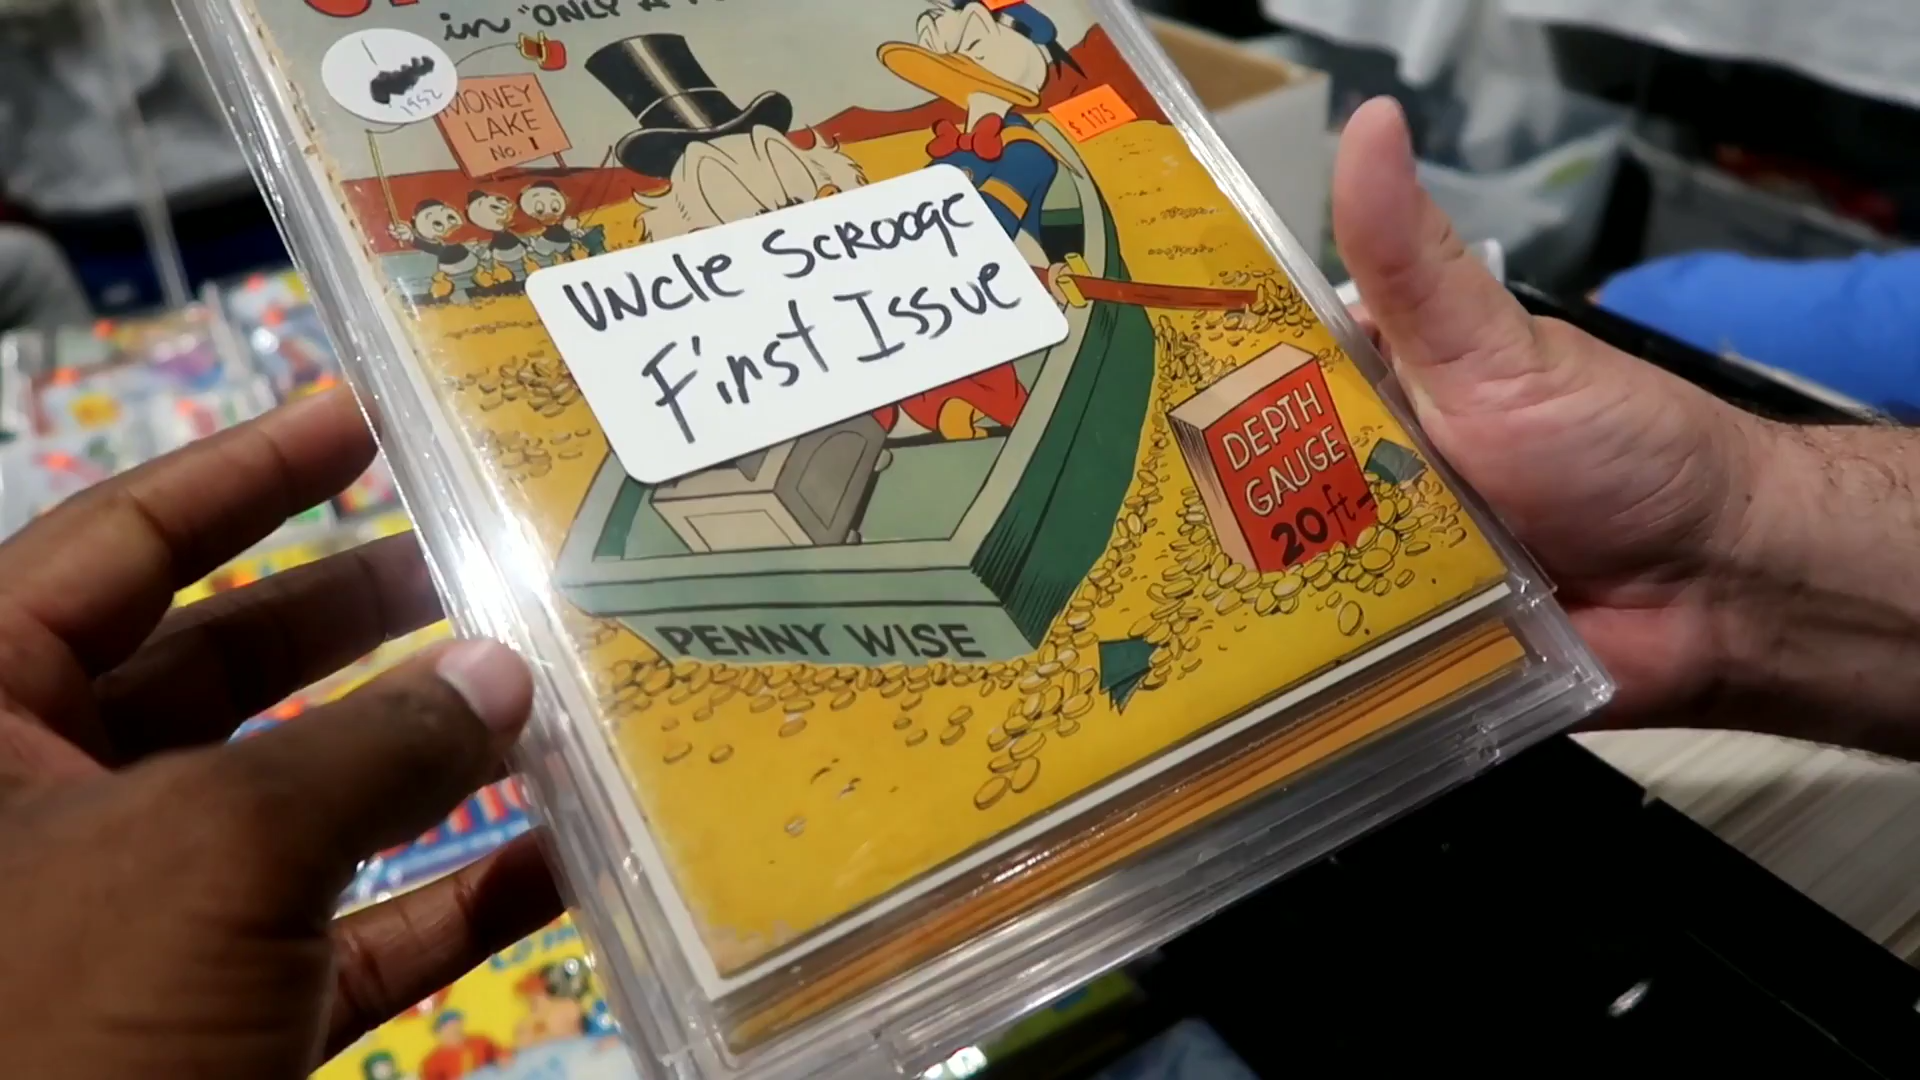 in "ONLY A
1952
MONEY
LAKE
No. 1
$1175
UNcle ScROOge
First Issue
DEPTH
GAUGE
20 ft-
PENNY WISE